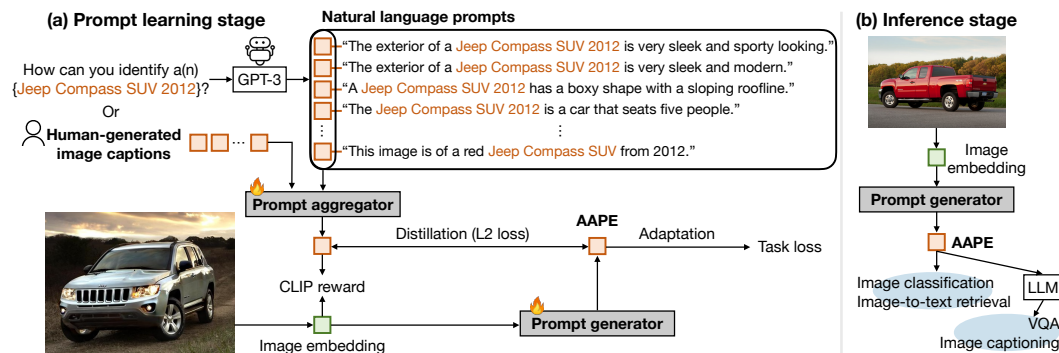 (a) Prompt learning stage
Natural language prompts
(b) Inference stage
How can you identify a(n)
{Jeep Compass SUV 2012}?
GPT-3
Or
Human-generated
image captions
...
"The exterior of a Jeep Compass SUV 2012 is very sleek and sporty looking."
"The exterior of a Jeep Compass SUV 2012 is very sleek and modern."
"A Jeep Compass SUV 2012 has a boxy shape with a sloping roofline."
"The Jeep Compass SUV 2012 is a car that seats five people."
"This image is of a red Jeep Compass SUV from 2012."
Prompt aggregator
Distillation (L2 loss)
AAPE
Adaptation
Task loss
CLIP reward
Image embedding
Prompt generator
Image
embedding
Prompt generator
AAPE
Image classification
Image-to-text retrieval
LLM
VQA
Image captioning